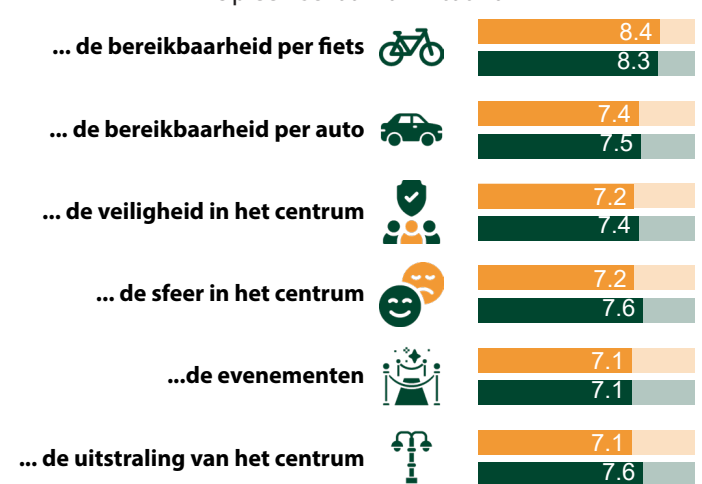 ... de bereikbaarheid per fiets
8.4
8.3
... de bereikbaarheid per auto
7.4
7.5
... de veiligheid in het centrum
7.2
7.4
... de sfeer in het centrum
7.2
7.6
...de evenementen
7.1
7.1
... de uitstraling van het centrum
7.1
7.6